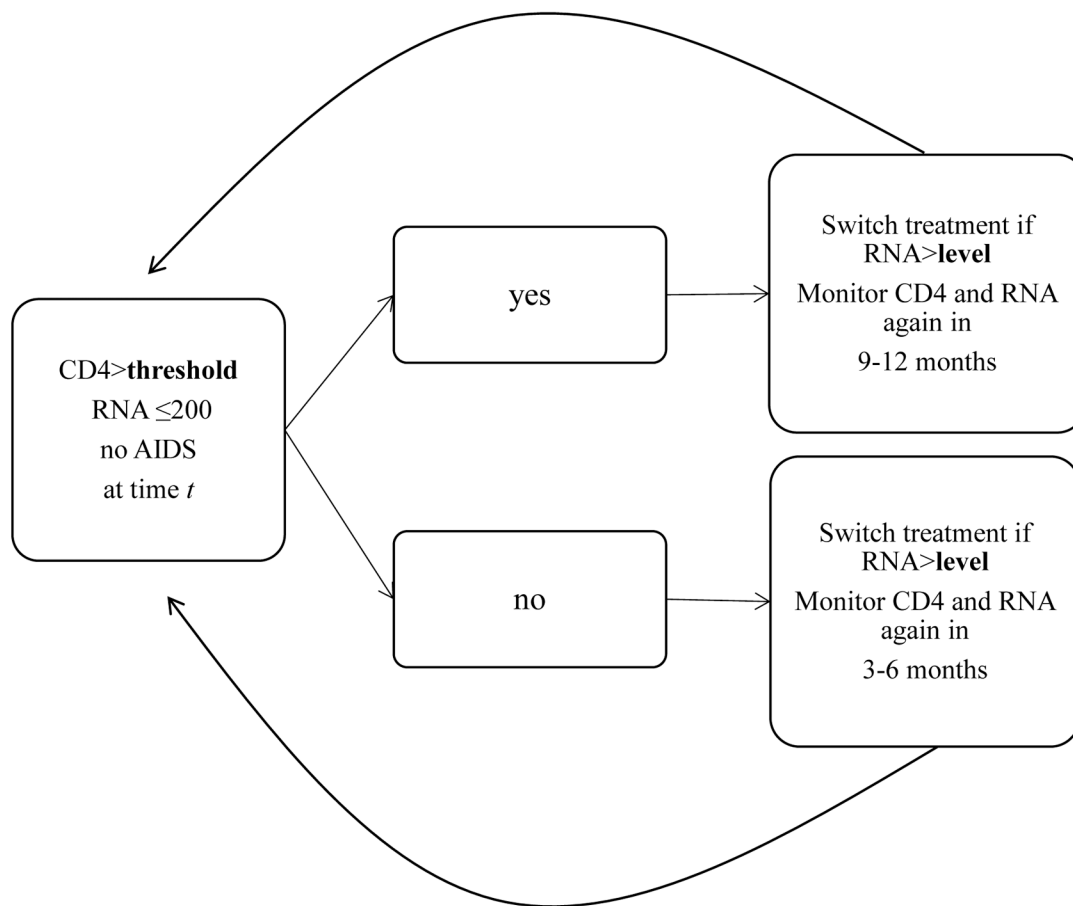 CD4>threshold
RNA ≤200
no AIDS
at time t
yes
Switch treatment if
RNA>level
Monitor CD4 and RNA
again in
9-12 months
no
Switch treatment if
RNA>level
Monitor CD4 and RNA
again in
3-6 months